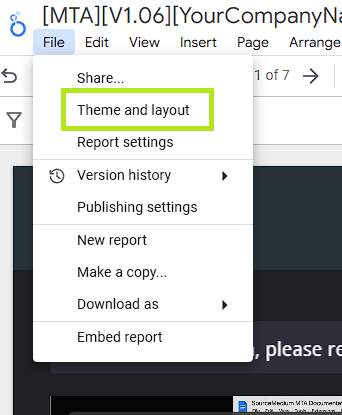 [MTA][V1.06][YourCompanyNa
File Edit View Insert Page Arrange
1 of 7
Share...
Theme and layout
Report settings
Version history
Publishing settings
New report
Make a copy...
Download as
Embed report
, please re
SourceMedium MTA Documentat